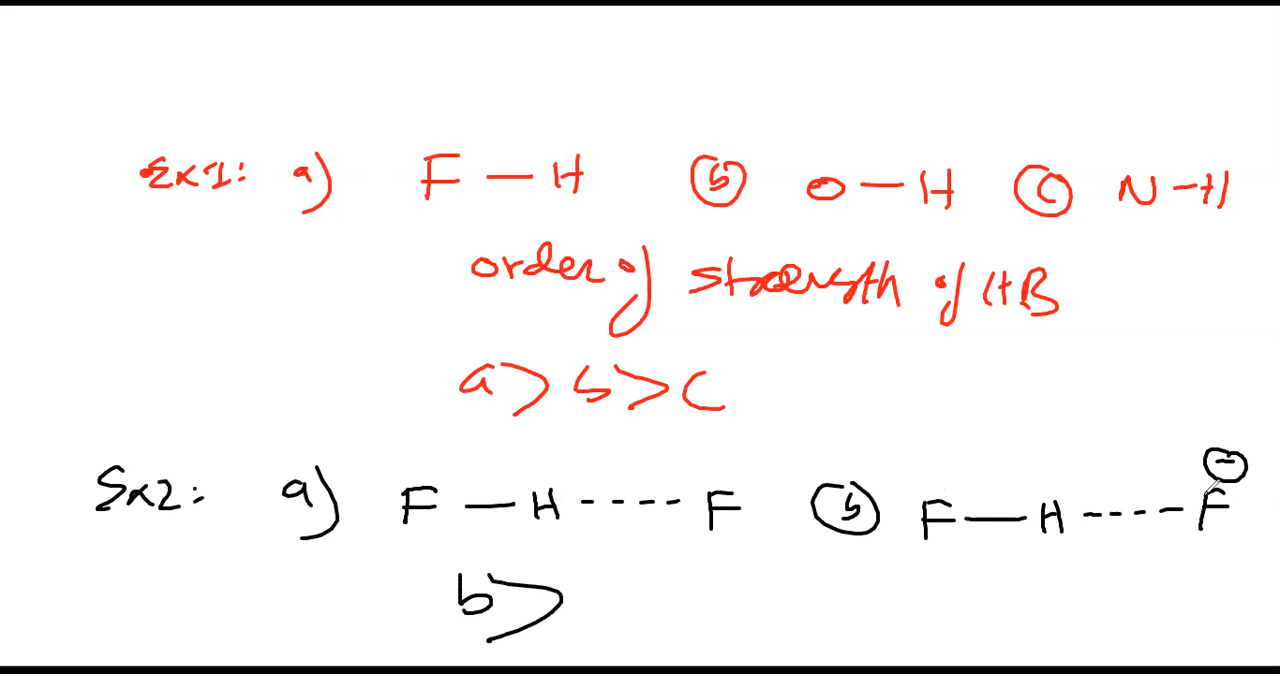 Ex1: a) F — H (b) O — H (c) N - H
order of strength of HB
a > b > c
Ex2: a) F — H ---- F (b) F — H ---- F⊖
b >